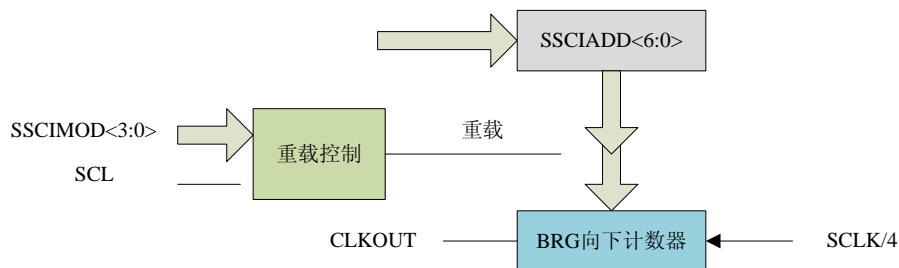 SSCIADD<6:0>
SSCIMOD<3:0>
重载
重载控制
SCL
CLKOUT
BRG向下计数器
SCLK/4